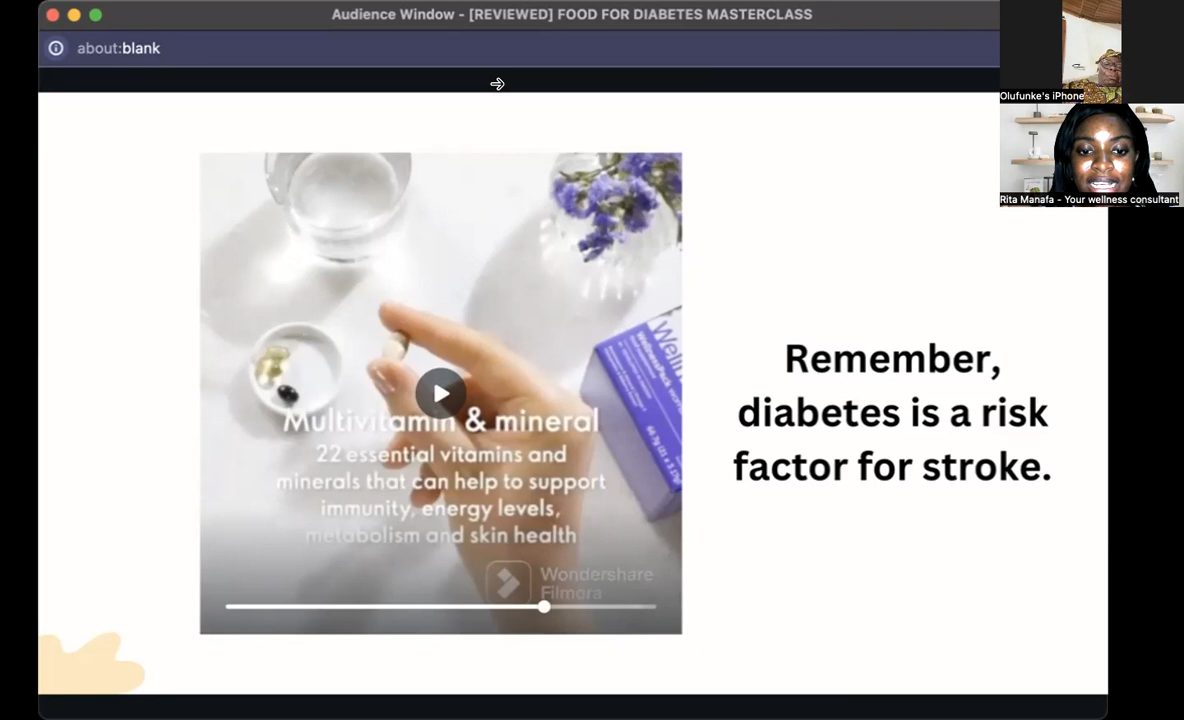 Audience Window - [REVIEWED] FOOD FOR DIABETES MASTERCLASS
about:blank
Olufunke's iPhone
Rita Manafa - Your wellness consultant
Multivitamin & mineral
22 essential vitamins and
minerals that can help to support
immunity, energy levels,
metabolism and skin health
Wondershare
Filmora
Remember,
diabetes is a risk
factor for stroke.